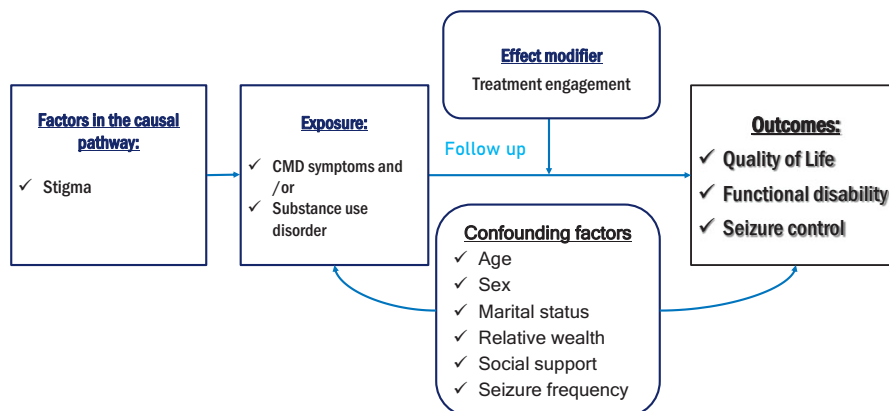 Effect modifier
Treatment engagement
Factors in the causal
pathway:
✓ Stigma
Exposure:
✓ CMD symptoms and
/or
✓ Substance use
disorder
Follow up
Outcomes:
✓ Quality of Life
✓ Functional disability
✓ Seizure control
Confounding factors
✓ Age
✓ Sex
✓ Marital status
✓ Relative wealth
✓ Social support
✓ Seizure frequency